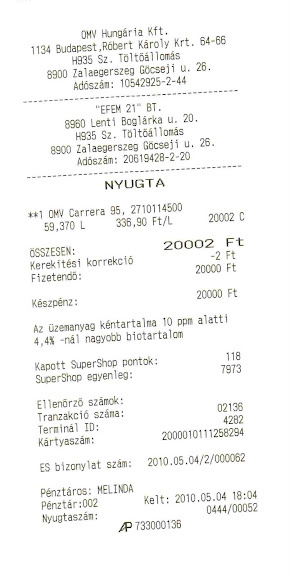 OMV Hungária Kft.
1134 Budapest,Róbert Károly Krt. 64-66
H935 Sz. Töltőállomás
8900 Zalaegerszeg Göcseji u. 26.
Adószám: 10542925-2-44
"EFEM 21" BT.
8960 Lenti Boglárka u. 20.
H935 Sz. Töltőállomás
8900 Zalaegerszeg Göcseji u. 26.
Adószám: 20619428-2-20
NYUGTA
**1 OMV Carrera 95, 2710114500
59,370 L 336,90 Ft/L 20002 C
ÖSSZESEN: 20002 Ft
Kerekítési korrekció -2 Ft
Fizetendő: 20000 Ft
Készpénz: 20000 Ft
Az üzemanyag kéntartalma 10 ppm alatti
4,4% -nál nagyobb biotartalom
Kapott SuperShop pontok: 118
SuperShop egyenleg: 7973
Ellenőrző számok:
Tranzakció száma: 02136
Terminál ID: 4282
Kártyaszám: 2000010111258294
ES bizonylat szám: 2010.05.04/2/000062
Pénztáros: MELINDA
Pénztár:002 Kelt: 2010.05.04 18:04
Nyugtaszám: 0444/00052
AP 733000136